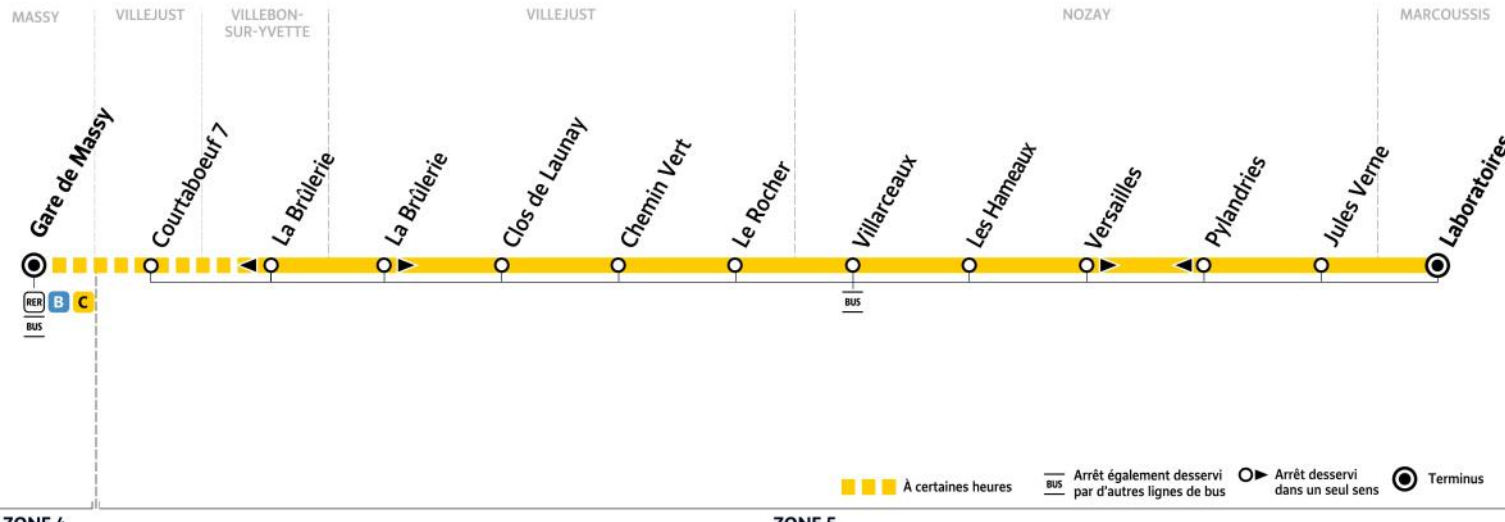 MASSY
VILLEJUST
VILLEBON-
SUR-YVETTE
VILLEJUST
NOZAY
MARCOUSSIS
Gare de Massy
Courtaboeuf 7
La Brûlerie
La Brûlerie
Clos de Launay
Chemin Vert
Le Rocher
Villarceaux
Les Hameaux
Versailles
Pylandries
Jules Verne
Laboratoires
RER B C
BUS
BUS
À certaines heures
BUS
Arrêt également desservi
par d'autres lignes de bus
Arrêt desservi
dans un seul sens
Terminus
ZONE 4
ZONE 5